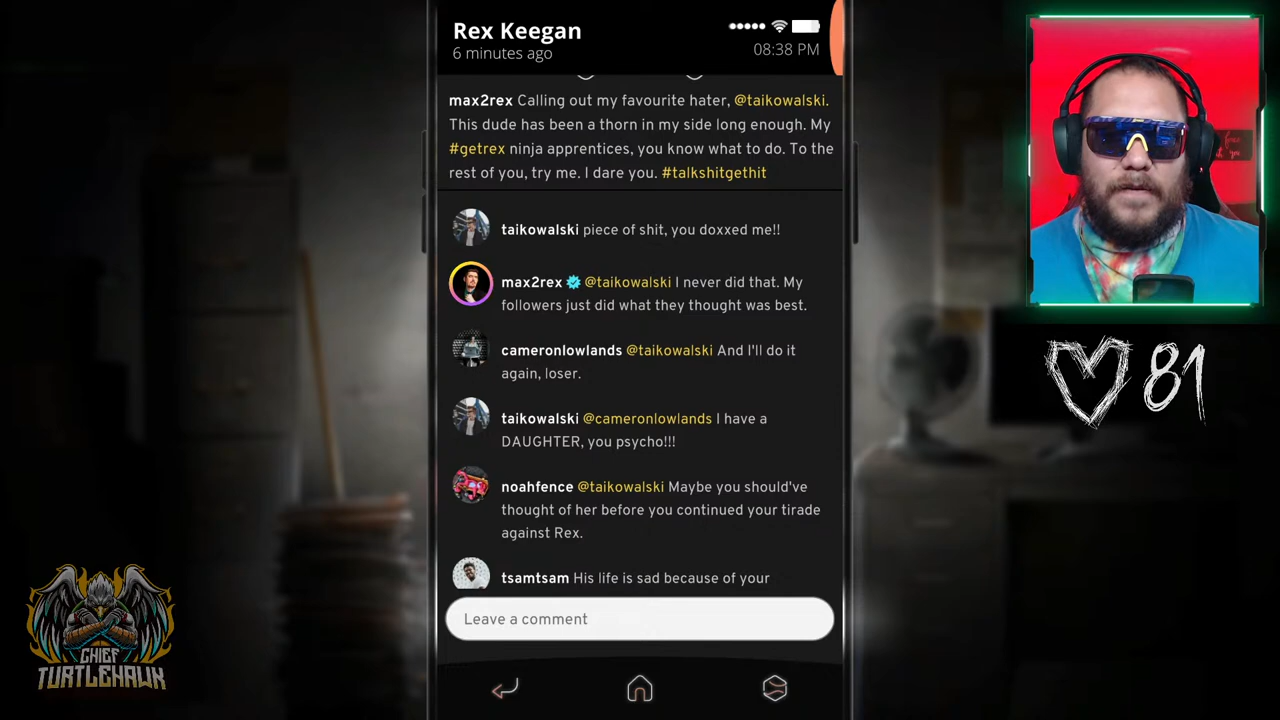 Rex Keegan
6 minutes ago
08:38 PM
max2rex Calling out my favourite hater, @taikowalski.
This dude has been a thorn in my side long enough. My
#getrex ninja apprentices, you know what to do. To the
rest of you, try me. I dare you. #talkshitgethit
taikowalski piece of shit, you doxxed me!!
max2rex @taikowalski I never did that. My
followers just did what they thought was best.
cameronlowlands @taikowalski And I'll do it
again, loser.
taikowalski @cameronlowlands I have a
DAUGHTER, you psycho!!!
noahfence @taikowalski Maybe you should've
thought of her before you continued your tirade
against Rex.
tsamtsam His life is sad because of your
Leave a comment
81
CHIEF
TURTLEHAWK